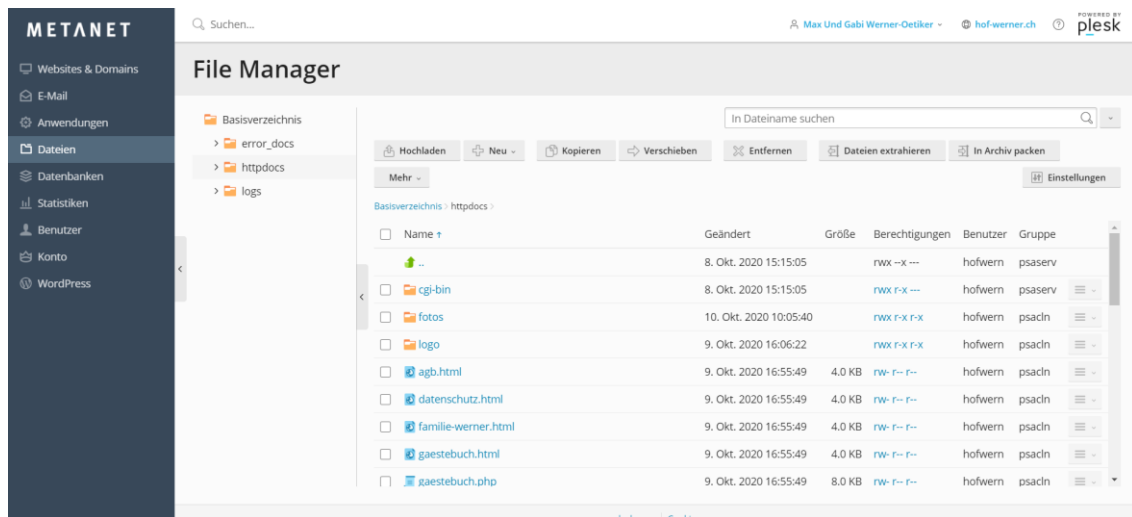 METANET
Suchen...
Max Und Gabi Werner-Oetiker
hof-werner.ch
POWERED BY
plesk
Websites & Domains
E-Mail
Anwendungen
Dateien
Datenbanken
Statistiken
Benutzer
Konto
WordPress
File Manager
Basisverzeichnis
error_docs
httpdocs
logs
In Dateiname suchen
Hochladen Neu Kopieren Verschieben Entfernen Dateien extrahieren In Archiv packen
Mehr Einstellungen
Basisverzeichnis > httpdocs >
Name ↑ Geändert Größe Berechtigungen Benutzer Gruppe
.. 8. Okt. 2020 15:15:05 rwx --x --- hofwern psaserv
cgi-bin 8. Okt. 2020 15:15:05 rwx r-x --- hofwern psaserv
fotos 10. Okt. 2020 10:05:40 rwx r-x r-x hofwern psacln
logo 9. Okt. 2020 16:06:22 rwx r-x r-x hofwern psacln
agb.html 9. Okt. 2020 16:55:49 4.0 KB rw- r-- r-- hofwern psacln
datenschutz.html 9. Okt. 2020 16:55:49 4.0 KB rw- r-- r-- hofwern psacln
familie-werner.html 9. Okt. 2020 16:55:49 4.0 KB rw- r-- r-- hofwern psacln
gaestebuch.html 9. Okt. 2020 16:55:49 4.0 KB rw- r-- r-- hofwern psacln
gaestebuch.php 9. Okt. 2020 16:55:49 8.0 KB rw- r-- r-- hofwern psacln